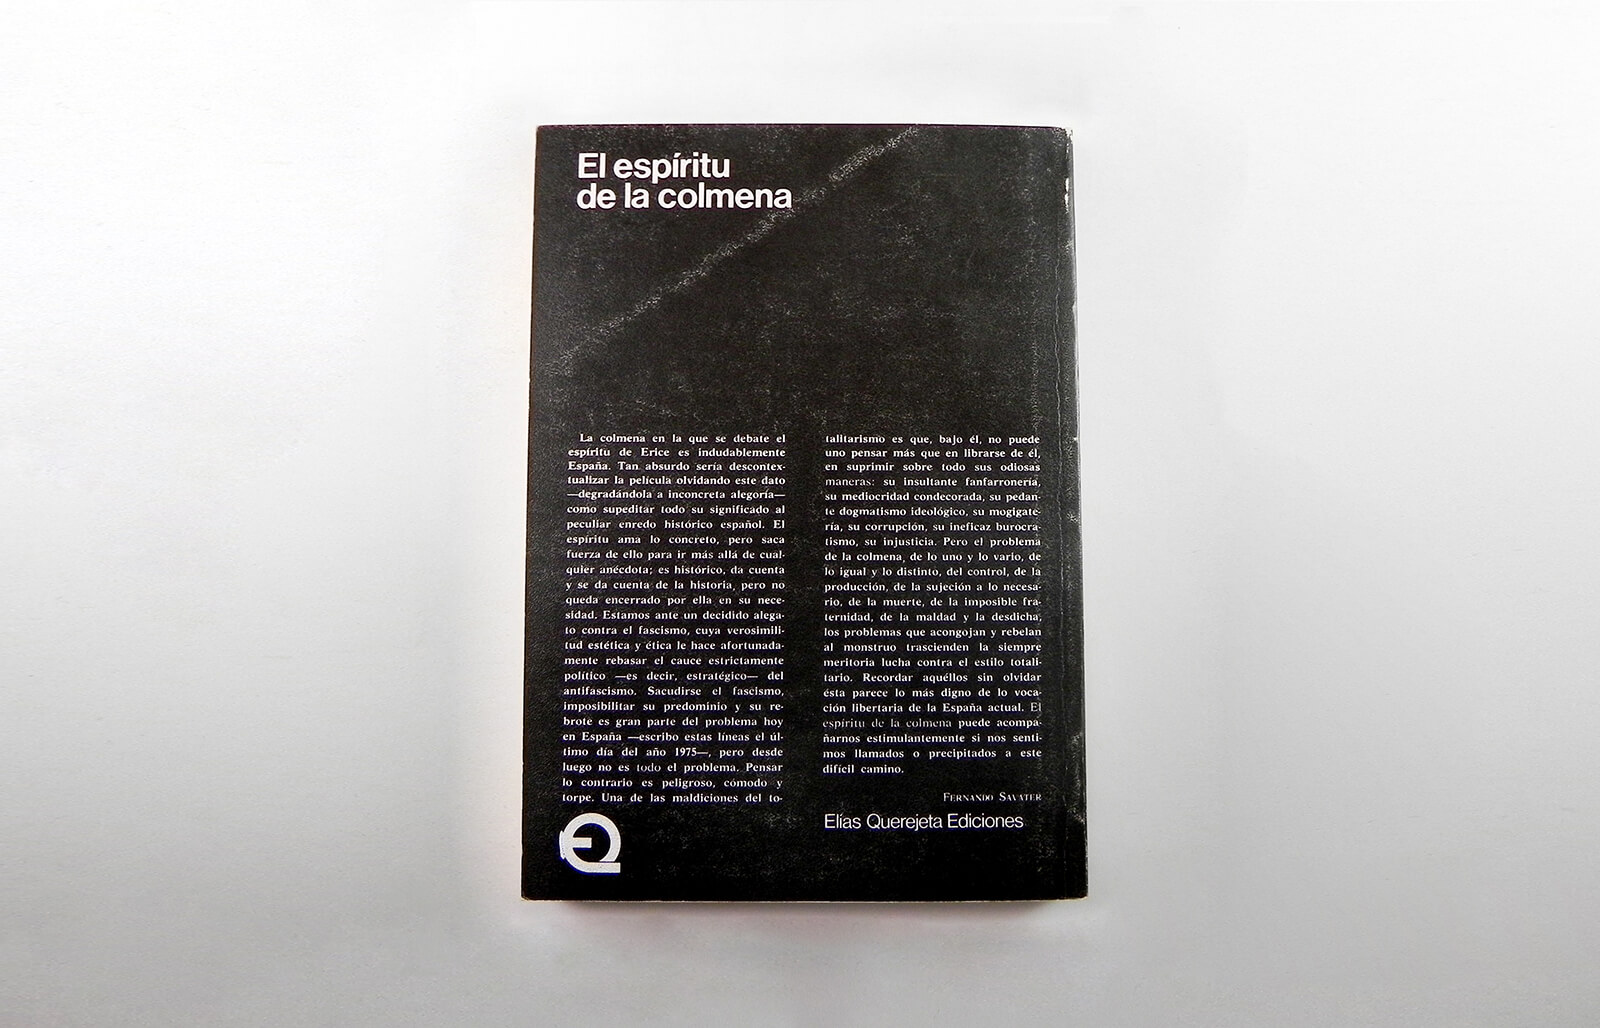 El espíritu
de la colmena
La colmena en la que se debate el
espíritu de Erice es indudablemente
España. Tan absurdo sería descontex-
tualizar la película olvidando este dato
—degradándola a inconcreta alegoría—
como supeditar todo su significado al
peculiar enredo histórico español. El
espíritu ama lo concreto, pero saca
fuerza de ello para ir más allá de cual-
quier anécdota; es histórico, da cuenta
y se da cuenta de la historia, pero no
queda encerrado por ella en su nece-
sidad. Estamos ante un decidido alega-
to contra el fascismo, cuya verosimili-
tud estética y ética le hace afortunada-
mente rebasar el cauce estrictamente
político —es decir, estratégico— del
antifascismo. Sacudirse el fascismo,
imposibilitar su predominio y su re-
brote es gran parte del problema hoy
en España —escribo estas líneas el úl-
timo día del año 1975—, pero desde
luego no es todo el problema. Pensar
lo contrario es peligroso, cómodo y
torpe. Una de las maldiciones del to-
talitarismo es que, bajo él, no puede
uno pensar más que en librarse de él,
en suprimir sobre todo sus odiosas
maneras: su insultante fanfarronería,
su mediocridad condecorada, su pedan-
te dogmatismo ideológico, su mogigate-
ría, su corrupción, su ineficaz burocra-
tismo, su injusticia. Pero el problema
de la colmena, de lo uno y lo vario, de
lo igual y lo distinto, del control, de la
producción, de la sujeción a lo necesa-
rio, de la muerte, de la imposible fra-
ternidad, de la maldad y la desdicha,
los problemas que acongojan y rebelan
al monstruo trascienden la siempre
meritoria lucha contra el estilo totali-
tario. Recordar aquéllos sin olvidar
ésta parece lo más digno de lo voca-
ción libertaria de la España actual. El
espíritu de la colmena puede acompa-
ñarnos estimulantemente si nos senti-
mos llamados o precipitados a este
difícil camino.
FERNANDO SAVATER
Elías Querejeta Ediciones
EQ